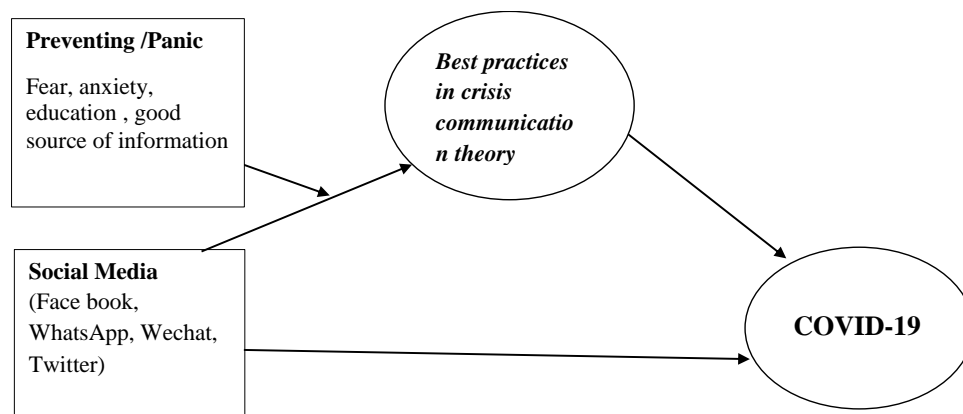 Preventing /Panic
Fear, anxiety,
education , good
source of information
Best practices
in crisis
communicatio
n theory
Social Media
(Face book,
WhatsApp, Wechat,
Twitter)
COVID-19